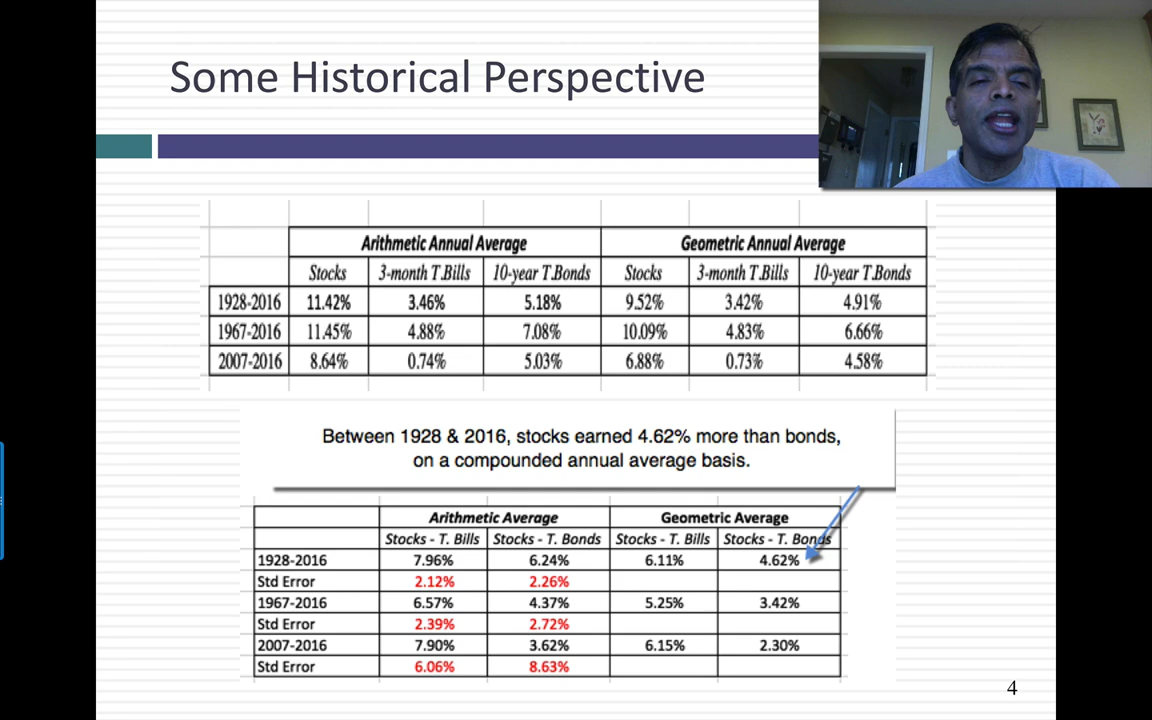 Some Historical Perspective
Arithmetic Annual Average Geometric Annual Average
Stocks 3-month T.Bills 10-year T.Bonds Stocks 3-month T.Bills 10-year T.Bonds
1928-2016 11.42% 3.46% 5.18% 9.52% 3.42% 4.91%
1967-2016 11.45% 4.88% 7.08% 10.09% 4.83% 6.66%
2007-2016 8.64% 0.74% 5.03% 6.88% 0.73% 4.58%
Between 1928 & 2016, stocks earned 4.62% more than bonds,
on a compounded annual average basis.
Arithmetic Average Geometric Average
Stocks - T. Bills Stocks - T. Bonds Stocks - T. Bills Stocks - T. Bonds
1928-2016 7.96% 6.24% 6.11% 4.62%
Std Error 2.12% 2.26%
1967-2016 6.57% 4.37% 5.25% 3.42%
Std Error 2.39% 2.72%
2007-2016 7.90% 3.62% 6.15% 2.30%
Std Error 6.06% 8.63%
4